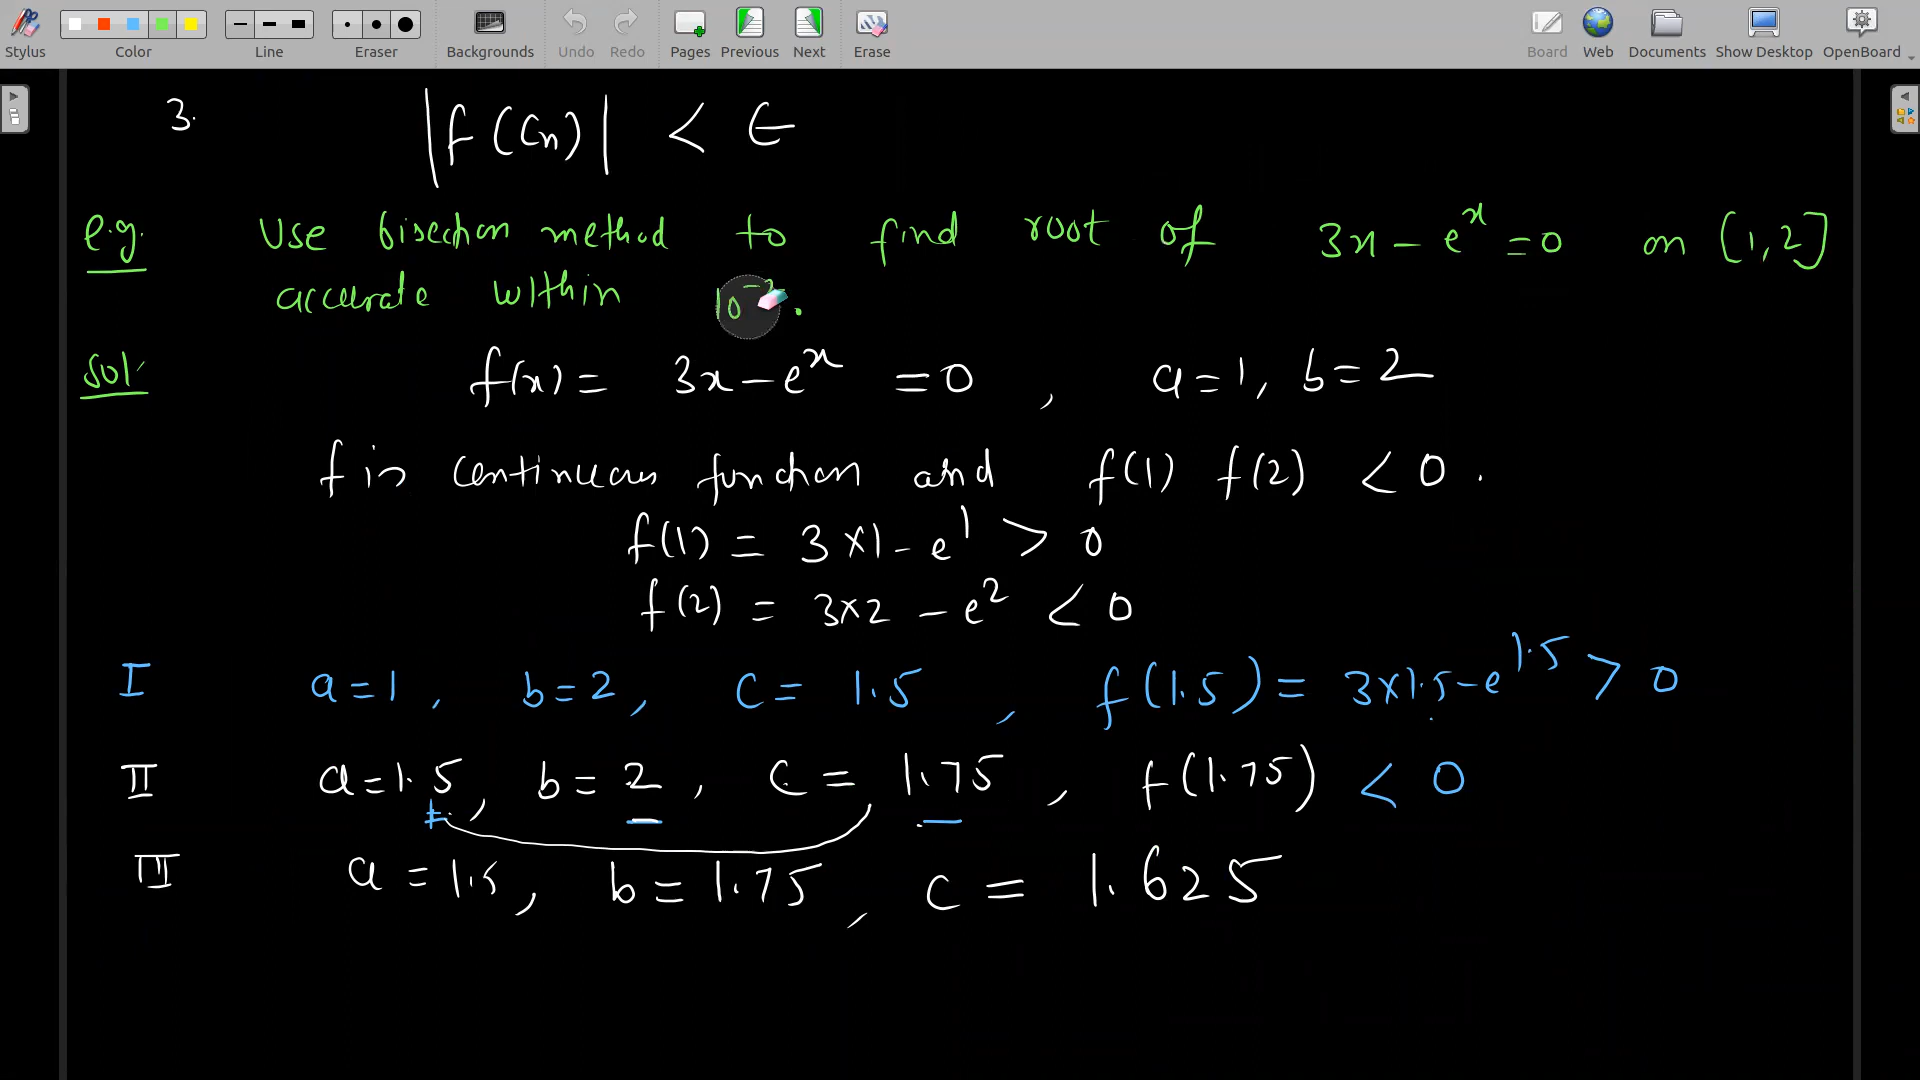 Stylus Color Line Eraser Backgrounds Undo Redo Pages Previous Next Erase Board Web Documents Show Desktop OpenBoard
3. |f(Cn)| < ∈
e.g. Use bisection method to find root of 3x - e^x = 0 on [1,2]
accurate within
Sol: f(x) = 3x - e^x = 0 , a = 1, b = 2
f is continuous function and f(1) f(2) < 0 .
f(1) = 3 × 1 - e^1 > 0
f(2) = 3×2 - e^2 < 0
I a = 1 , b = 2 , c = 1.5 , f(1.5) = 3×1.5 - e^1.5 > 0
II a = 1.5 , b = 2 , c = 1.75 , f(1.75) < 0
III a = 1.5 , b = 1.75 , c = 1.625